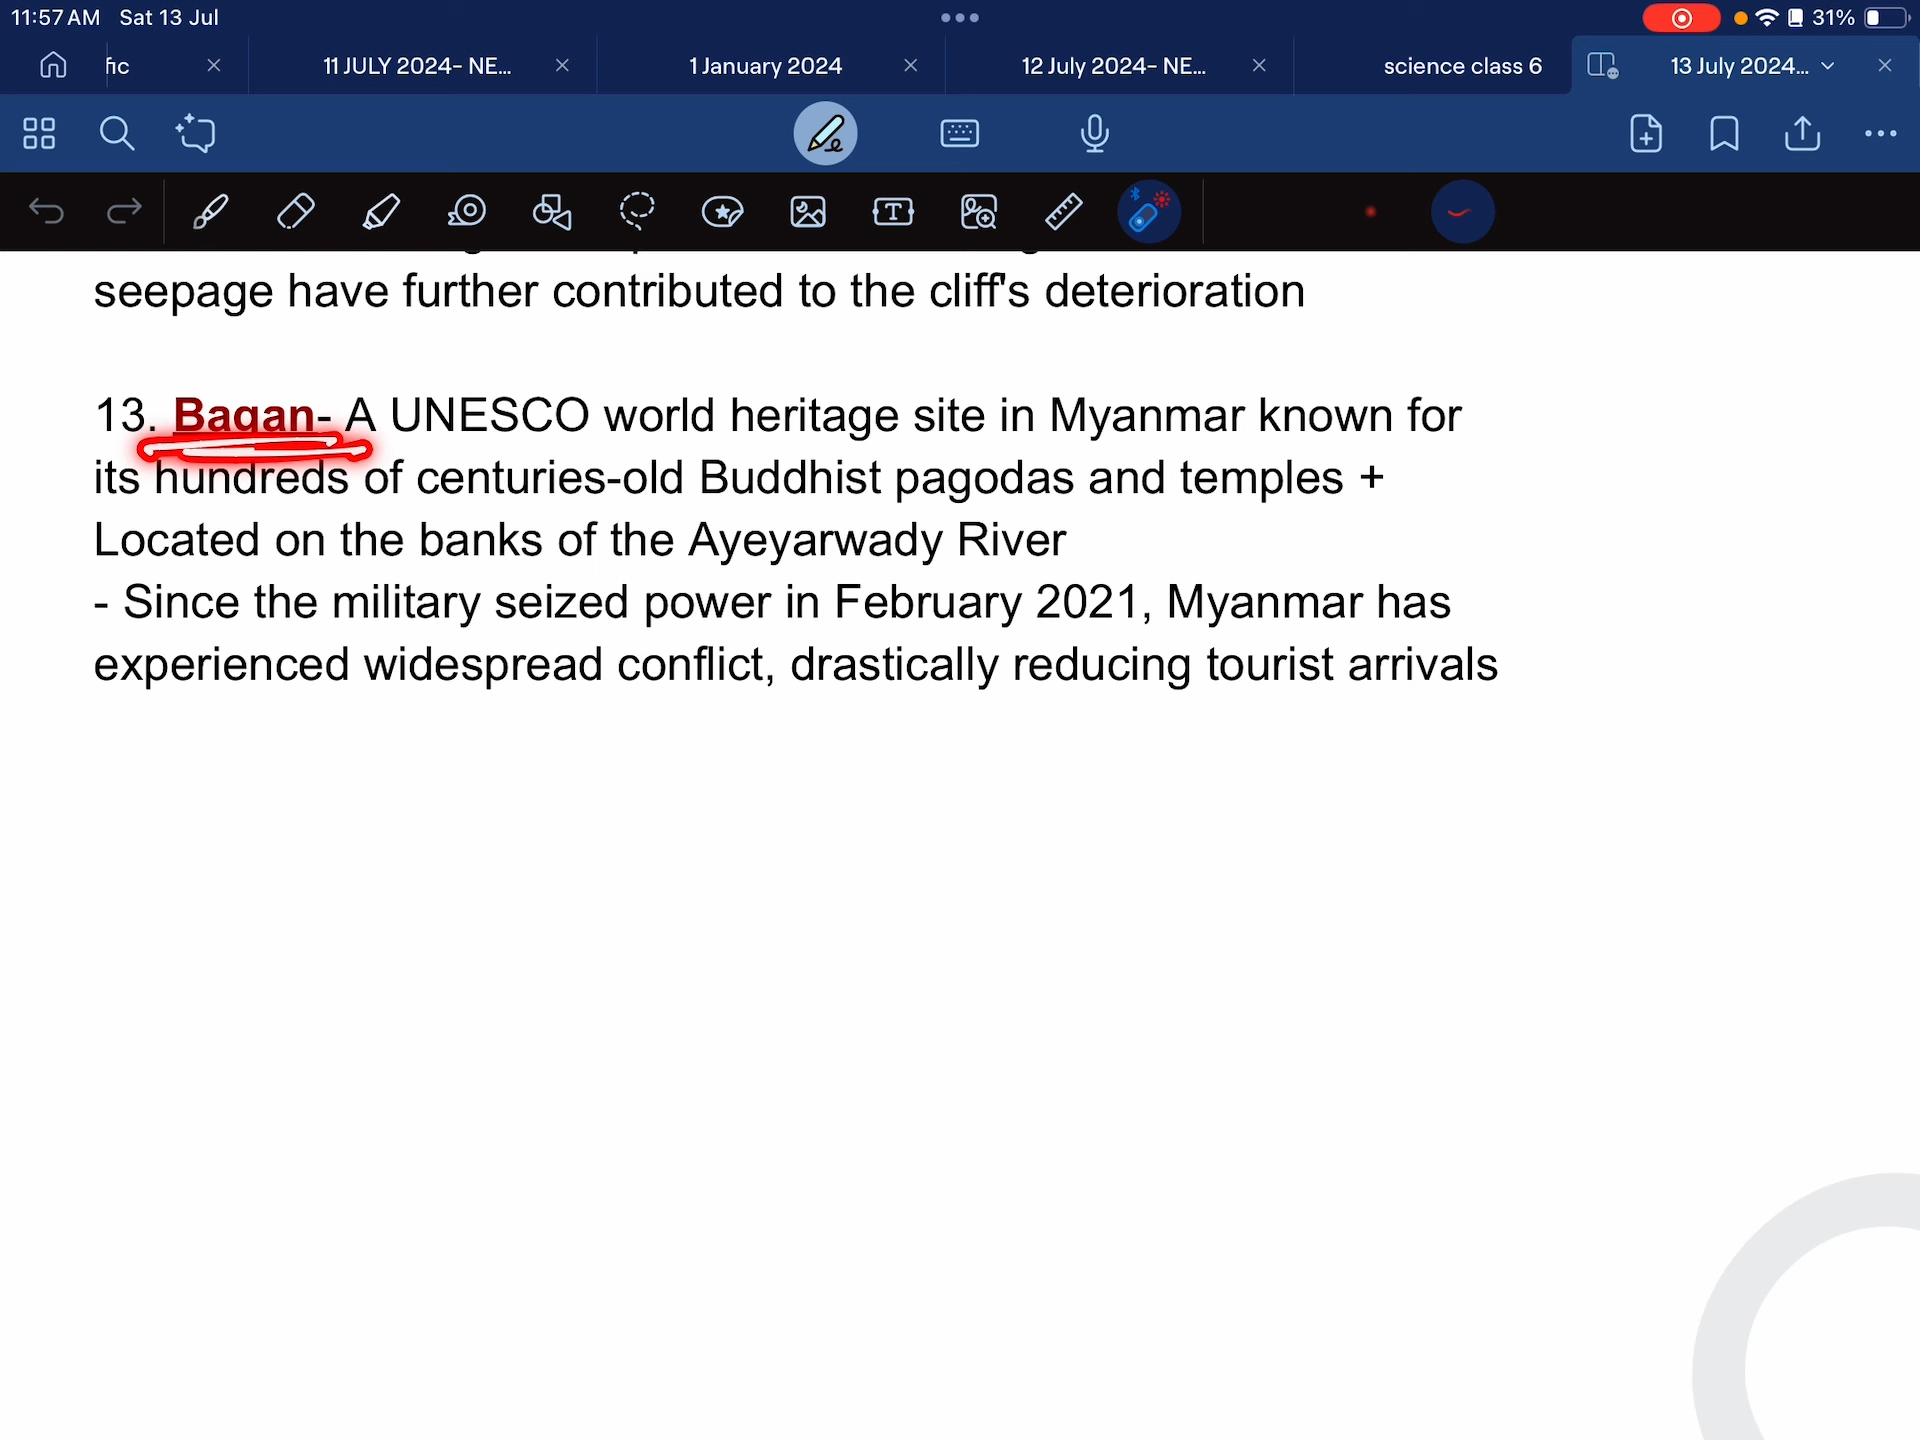 11:57 AM Sat 13 Jul
31%
fic
11 JULY 2024- NE...
1 January 2024
12 July 2024- NE...
science class 6
13 July 2024...
seepage have further contributed to the cliff's deterioration
13. Bagan- A UNESCO world heritage site in Myanmar known for
its hundreds of centuries-old Buddhist pagodas and temples +
Located on the banks of the Ayeyarwady River
- Since the military seized power in February 2021, Myanmar has
experienced widespread conflict, drastically reducing tourist arrivals